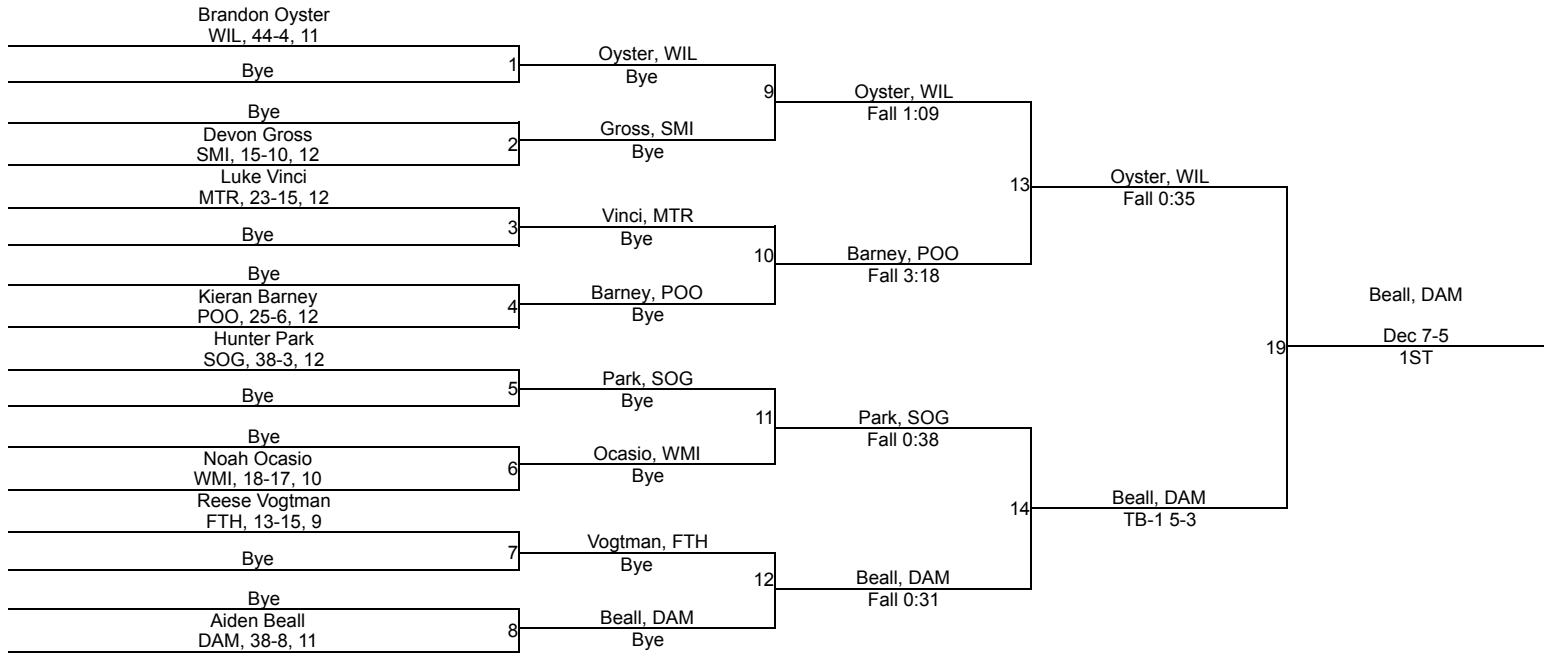 Brandon Oyster
WIL, 44-4, 11
Bye
1
Bye
Devon Gross
SMI, 15-10, 12
2
Luke Vinci
MTR, 23-15, 12
Bye
3
Bye
Kieran Barney
POO, 25-6, 12
4
Hunter Park
SOG, 38-3, 12
Bye
5
Bye
Noah Ocasio
WMI, 18-17, 10
6
Reese Vogtman
FTH, 13-15, 9
Bye
7
Bye
Aiden Beall
DAM, 38-8, 11
8
Oyster, WIL
Bye
9
Gross, SMI
Bye
Vinci, MTR
Bye
10
Barney, POO
Bye
Park, SOG
Bye
11
Ocasio, WMI
Bye
Vogtman, FTH
Bye
12
Beall, DAM
Bye
Oyster, WIL
Fall 1:09
13
Barney, POO
Fall 3:18
Park, SOG
Fall 0:38
14
Beall, DAM
Fall 0:31
Oyster, WIL
Fall 0:35
19
Beall, DAM
TB-1 5-3
Beall, DAM
Dec 7-5
1ST